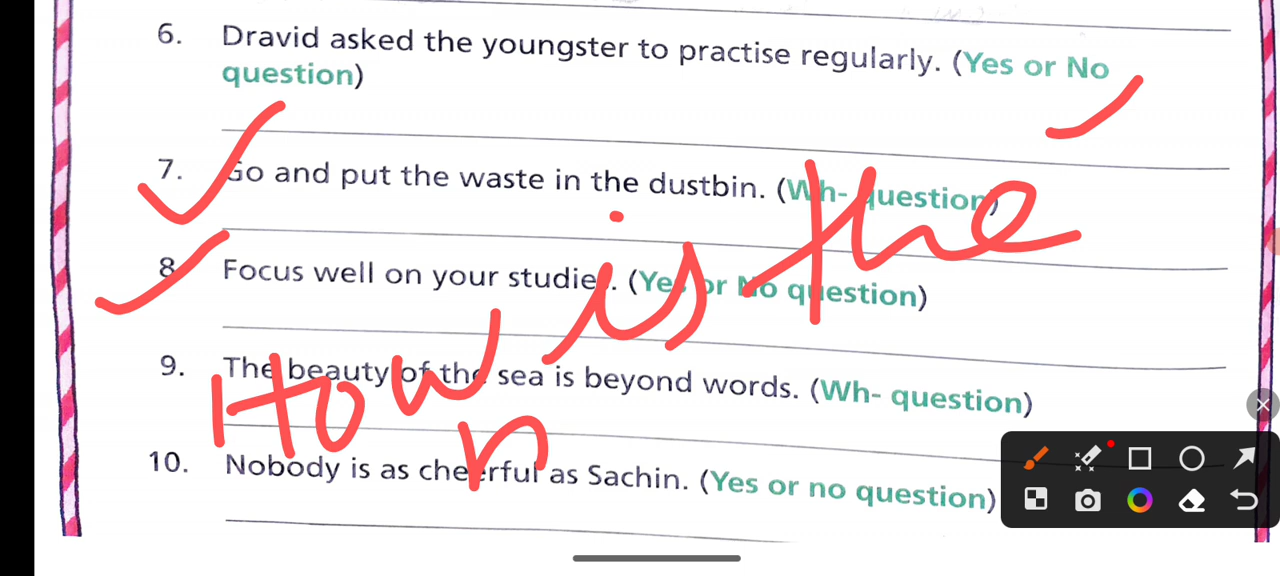 6. Dravid asked the youngster to practise regularly. (Yes or No
question)
7. Go and put the waste in the dustbin. (Wh- question)
8. Focus well on your studies. (Yes or No question)
is the
9. The beauty of the sea is beyond words. (Wh- question)
How
n
10. Nobody is as cheerful as Sachin. (Yes or no question)